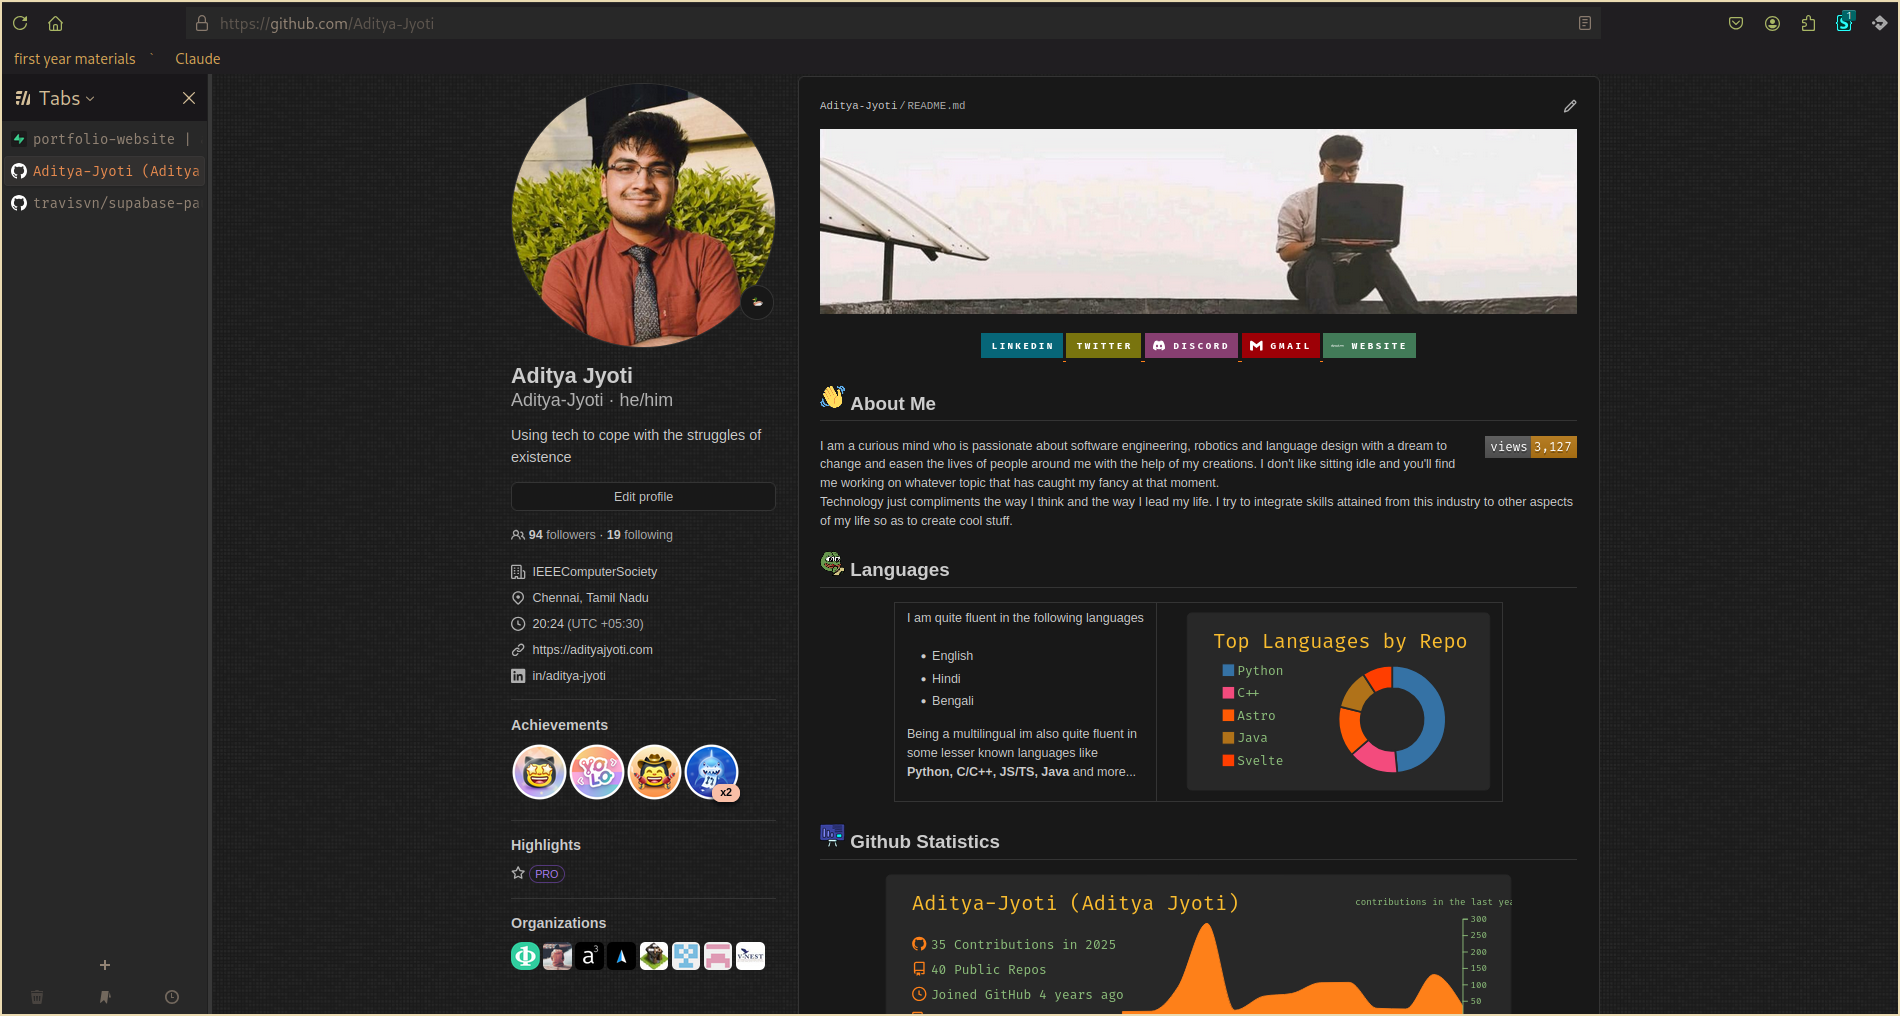 https://github.com/Aditya-Jyoti
1
first year materials ` Claude
Tabs
portfolio-website |
Aditya-Jyoti (Aditya
travisvn/supabase-pa
Aditya Jyoti
Aditya-Jyoti · he/him
Using tech to cope with the struggles of
existence
Edit profile
94 followers · 19 following
IEEEComputerSociety
Chennai, Tamil Nadu
20:24 (UTC +05:30)
https://adityajyoti.com
in/aditya-jyoti
Achievements
YOLO
x2
Highlights
PRO
Organizations
a3
V-NEST
Aditya-Jyoti / README.md
LINKEDIN TWITTER DISCORD GMAIL WEBSITE
About Me
views 3,127
I am a curious mind who is passionate about software engineering, robotics and language design with a dream to
change and easen the lives of people around me with the help of my creations. I don't like sitting idle and you'll find
me working on whatever topic that has caught my fancy at that moment.
Technology just compliments the way I think and the way I lead my life. I try to integrate skills attained from this industry to other aspects
of my life so as to create cool stuff.
Languages
I am quite fluent in the following languages
• English
• Hindi
• Bengali
Being a multilingual im also quite fluent in
some lesser known languages like
Python, C/C++, JS/TS, Java and more...
Top Languages by Repo
Python
C++
Astro
Java
Svelte
Github Statistics
Aditya-Jyoti (Aditya Jyoti)
35 Contributions in 2025
40 Public Repos
Joined GitHub 4 years ago
contributions in the last yea
300
250
200
150
100
50